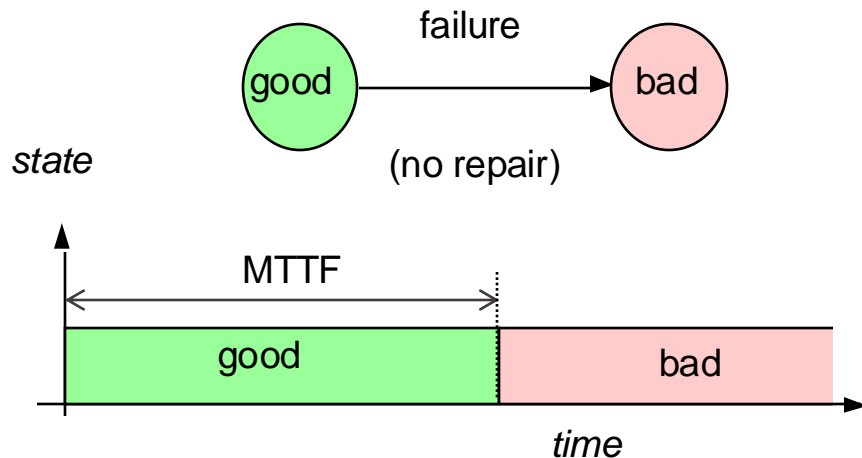 failure
good
bad
(no repair)
state
MTTF
good
bad
time